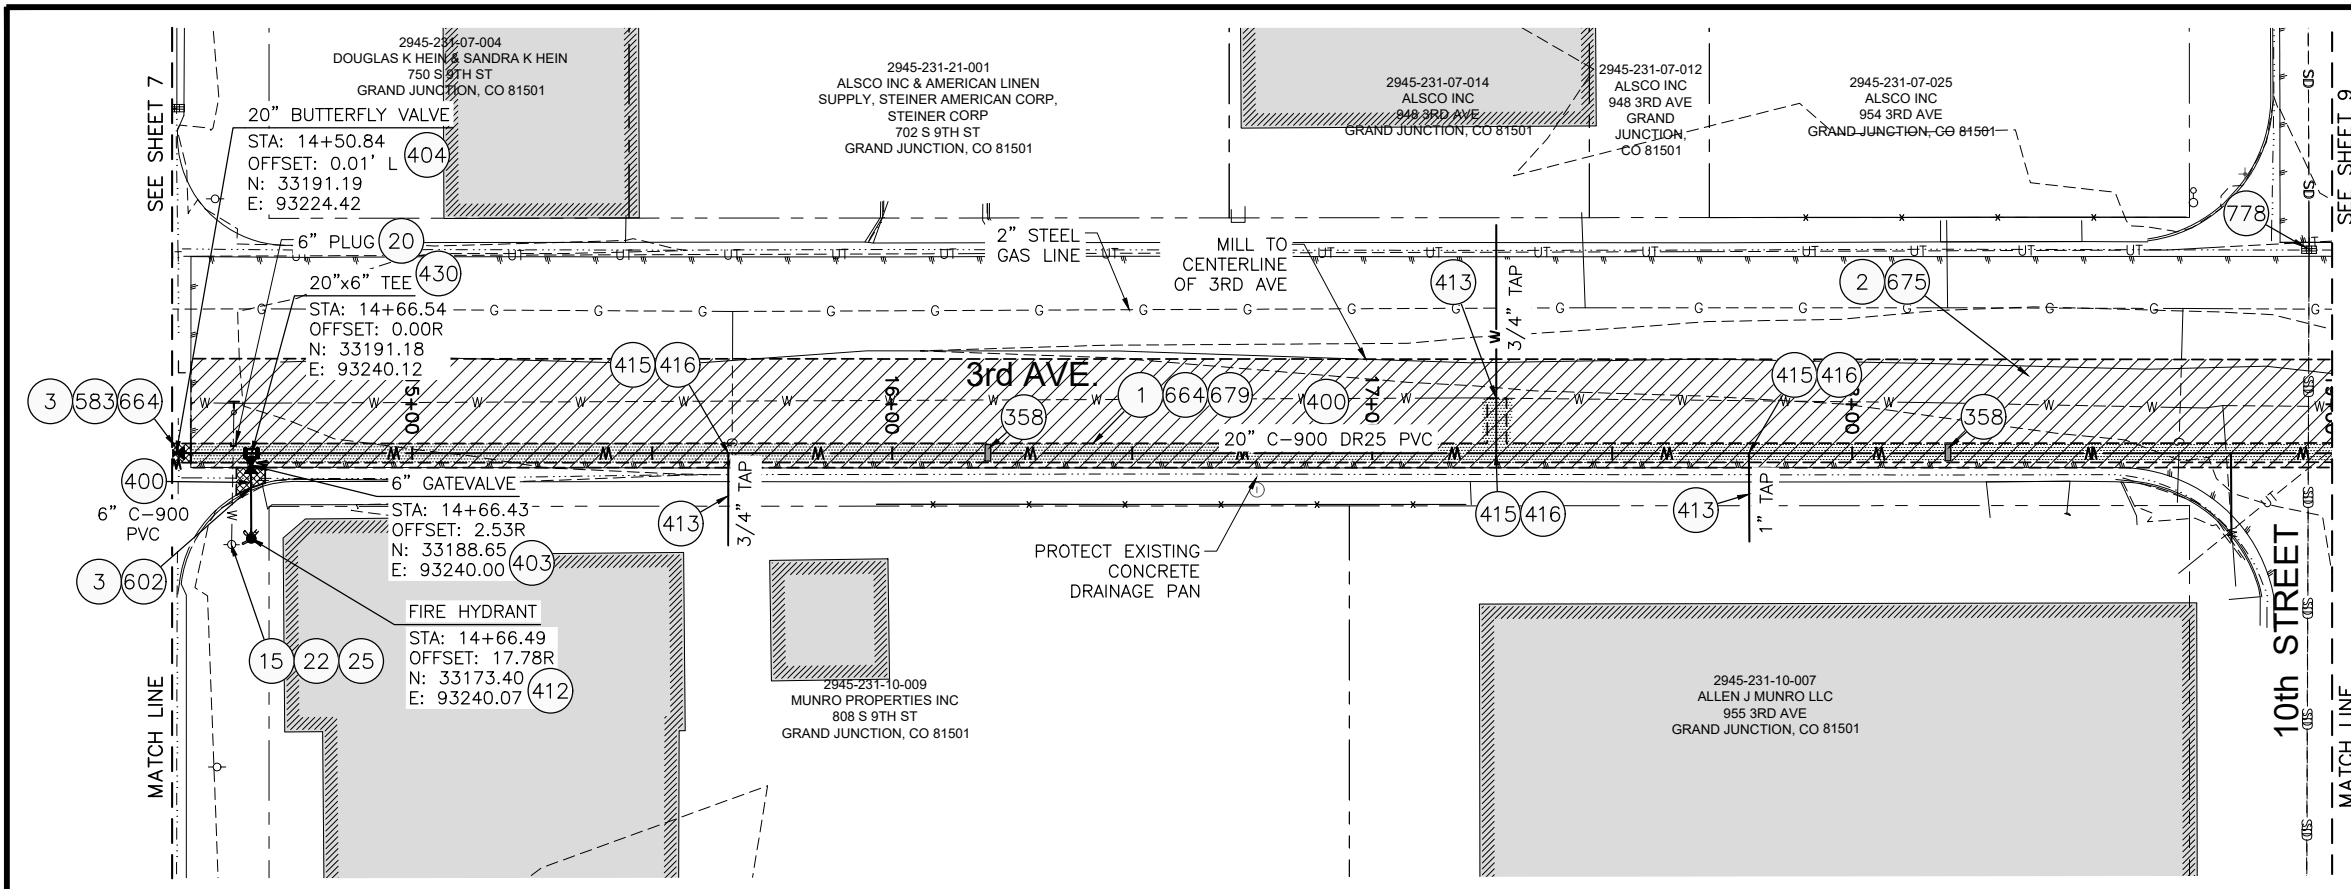 2945-231-07-004
DOUGLAS K HEIN & SANDRA K HEIN
750 S 9TH ST
GRAND JUNCTION, CO 81501
2945-231-21-001
ALSCO INC & AMERICAN LINEN
SUPPLY, STEINER AMERICAN CORP,
STEINER CORP
702 S 9TH ST
GRAND JUNCTION, CO 81501
2945-231-07-014
ALSCO INC
948 3RD AVE
GRAND JUNCTION, CO 81501
2945-231-07-012
ALSCO INC
948 3RD AVE
GRAND
JUNCTION,
CO 81501
2945-231-07-025
ALSCO INC
954 3RD AVE
GRAND JUNCTION, CO 81501
SEE SHEET 7
SEE SHEET 9
20" BUTTERFLY VALVE
STA: 14+50.84
OFFSET: 0.01' L
N: 33191.19
E: 93224.42
404
6" PLUG
20
20"x6" TEE
430
STA: 14+66.54
OFFSET: 0.00R
N: 33191.18
E: 93240.12
2" STEEL
GAS LINE
MILL TO
CENTERLINE
OF 3RD AVE
413
3/4" TAP
2 675
778
415 416
3rd AVE.
358
1 664 679
400
415 416
358
3 583 664
15+00
16+00
17+0
20" C-900 DR25 PVC
400
6" C-900
PVC
3 602
6" GATEVALVE
STA: 14+66.43
OFFSET: 2.53R
N: 33188.65
E: 93240.00
403
413
3/4" TAP
415 416
413
1" TAP
PROTECT EXISTING
CONCRETE
DRAINAGE PAN
FIRE HYDRANT
STA: 14+66.49
OFFSET: 17.78R
N: 33173.40
E: 93240.07
412
15 22 25
2945-231-10-009
MUNRO PROPERTIES INC
808 S 9TH ST
GRAND JUNCTION, CO 81501
2945-231-10-007
ALLEN J MUNRO LLC
955 3RD AVE
GRAND JUNCTION, CO 81501
10th STREET
MATCH LINE
MATCH LINE